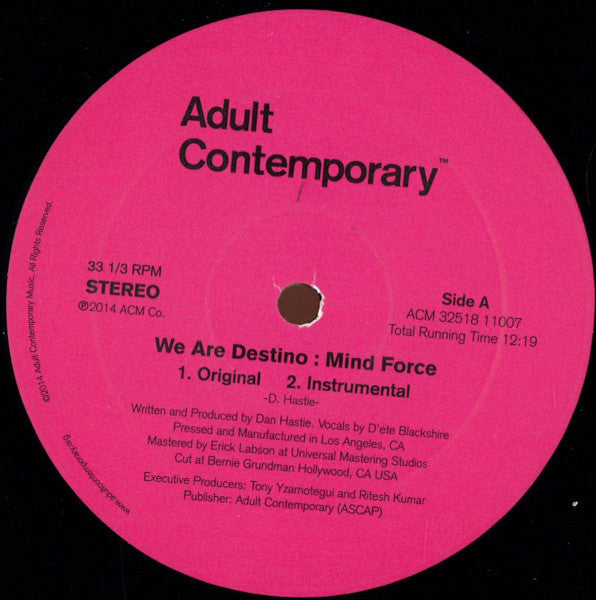 Adult
Contemporary™
33 1/3 RPM
STEREO
℗2014 ACM Co.
Side A
ACM 32518 11007
Total Running Time 12:19
We Are Destino : Mind Force
1. Original 2. Instrumental
-D. Hastie-
Written and Produced by Dan Hastie. Vocals by D'ete Blackshire
Pressed and Manufactured in Los Angeles, CA
Mastered by Erick Labson at Universal Mastering Studios
Cut at Bernie Grundman Hollywood, CA USA
Executive Producers: Tony Yzamotegui and Ritesh Kumar
Publisher: Adult Contemporary (ASCAP)
©2014 Adult Contemporary Music, All Rights Reserved.
www.adultcontemporary.org